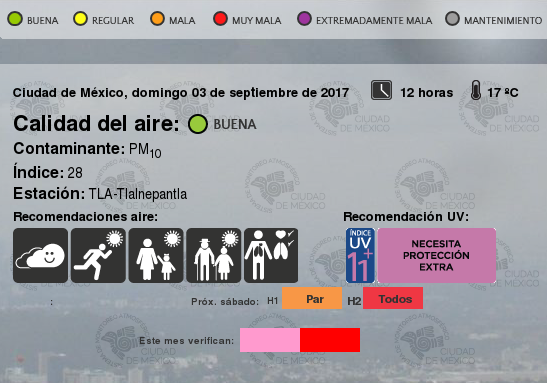 BUENA REGULAR MALA MUY MALA EXTREMADAMENTE MALA MANTENIMIENTO
Ciudad de México, domingo 03 de septiembre de 2017 12 horas 17 ºC
Calidad del aire: BUENA
Contaminante: PM10
Índice: 28
Estación: TLA-Tlalnepantla
Recomendaciones aire: Recomendación UV:
ÍNDICE UV 11+ NECESITA PROTECCIÓN EXTRA
: Próx. sábado: H1 Par H2 Todos
Este mes verifican: